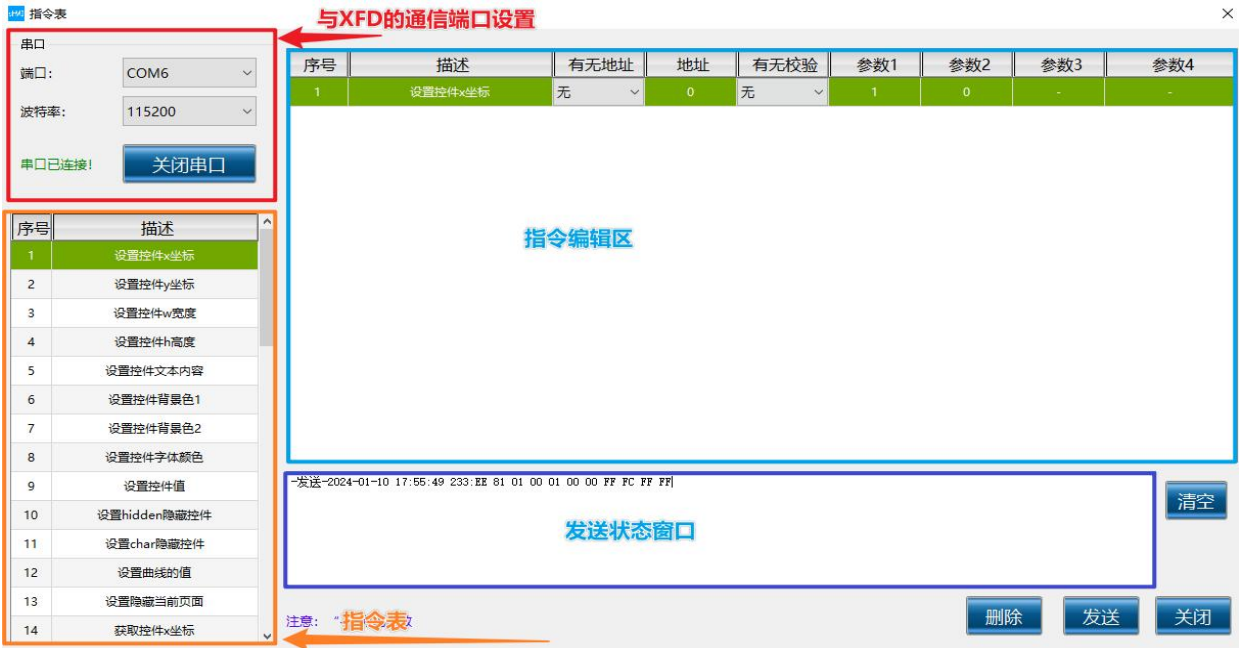 指令表
与XFD的通信端口设置
串口
端口: COM6
波特率: 115200
串口已连接! 关闭串口
序号 描述 有无地址 地址 有无校验 参数1 参数2 参数3 参数4
1 设置控件x坐标 无 0 无 1 0 - -
指令编辑区
序号 描述
1 设置控件x坐标
2 设置控件y坐标
3 设置控件w宽度
4 设置控件h高度
5 设置控件文本内容
6 设置控件背景色1
7 设置控件背景色2
8 设置控件字体颜色
9 设置控件值
10 设置hidden隐藏控件
11 设置char隐藏控件
12 设置曲线的值
13 设置隐藏当前页面
14 获取控件x坐标
-发送-2024-01-10 17:55:49 233:EE 81 01 00 01 00 00 FF FC FF FF
发送状态窗口
清空
注意:
指令表
删除 发送 关闭